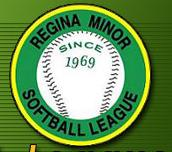 REGINA MINOR
SINCE
1969
SOFTBALL LEAGUE